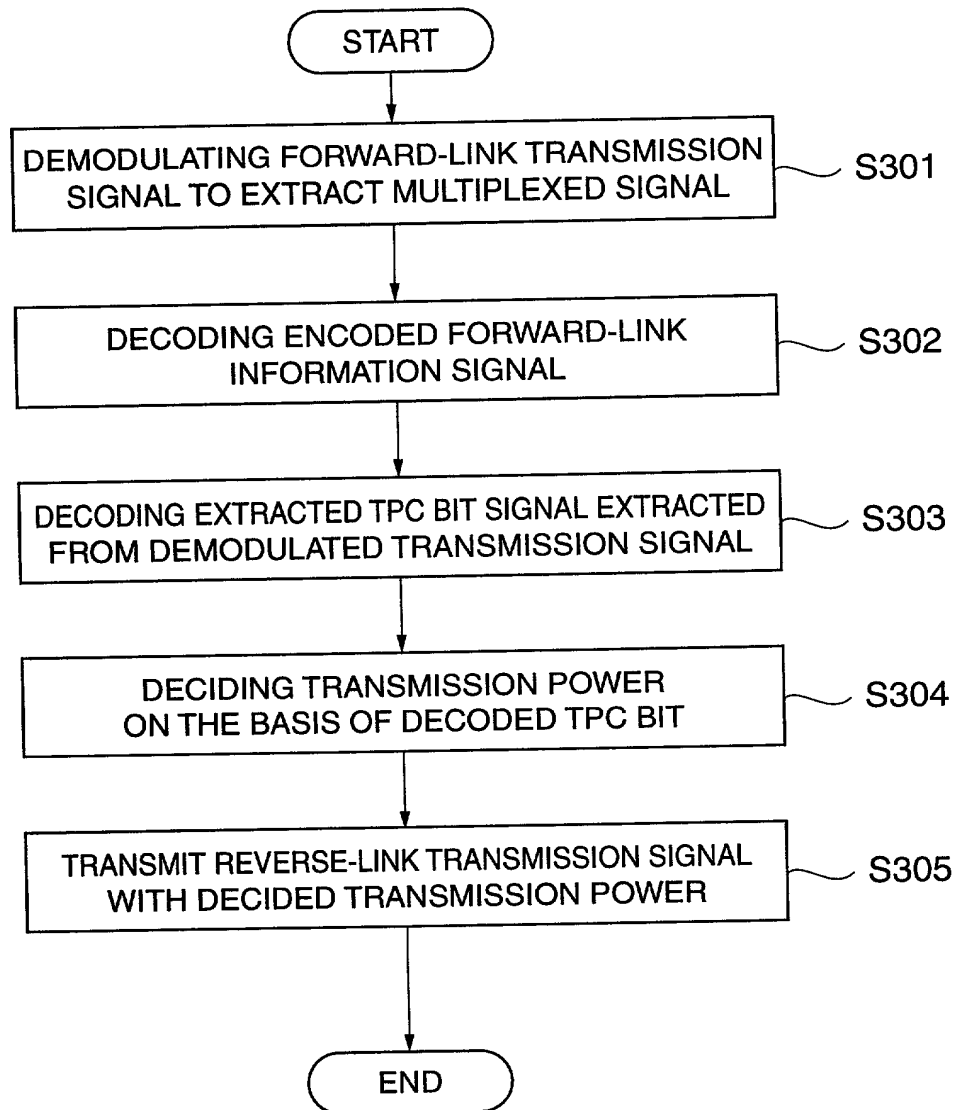 START
DEMODULATING FORWARD-LINK TRANSMISSION
SIGNAL TO EXTRACT MULTIPLEXED SIGNAL
S301
DECODING ENCODED FORWARD-LINK
INFORMATION SIGNAL
S302
DECODING EXTRACTED TPC BIT SIGNAL EXTRACTED
FROM DEMODULATED TRANSMISSION SIGNAL
S303
DECIDING TRANSMISSION POWER
ON THE BASIS OF DECODED TPC BIT
S304
TRANSMIT REVERSE-LINK TRANSMISSION SIGNAL
WITH DECIDED TRANSMISSION POWER
S305
END